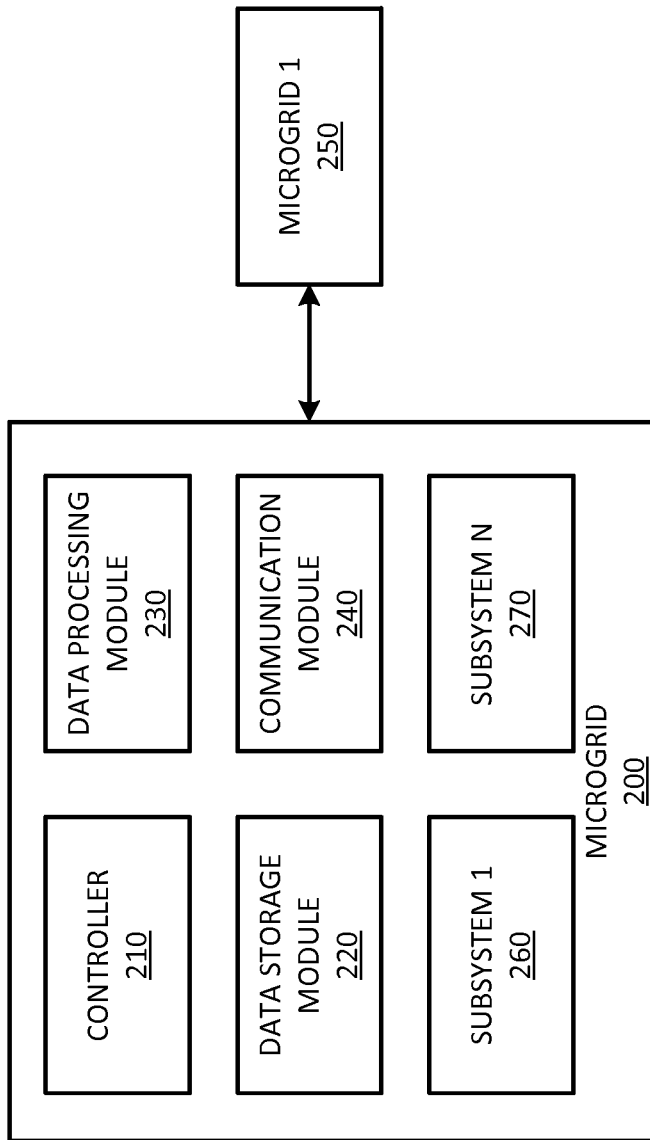 CONTROLLER
210
DATA PROCESSING
MODULE
230
DATA STORAGE
MODULE
220
COMMUNICATION
MODULE
240
SUBSYSTEM 1
260
SUBSYSTEM N
270
MICROGRID
200
MICROGRID 1
250